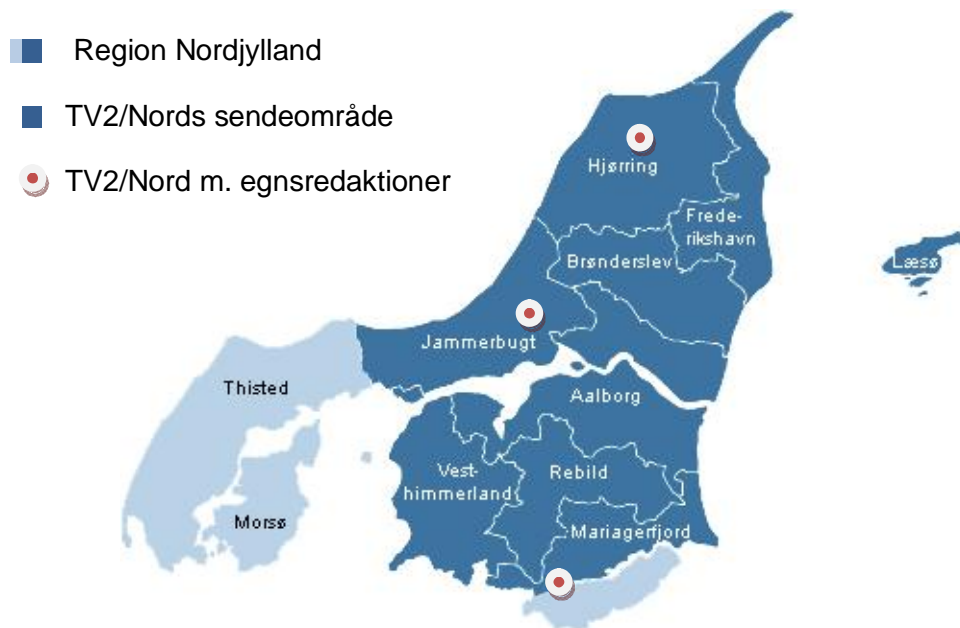 Region Nordjylland
TV2/Nords sendeområde
TV2/Nord m. egnsredaktioner
Hjørring
Frede-
rikshavn
Brønderslev
Læsø
Jammerbugt
Thisted
Aalborg
Vest-
himmerland
Rebild
Morsø
Mariagerfjord